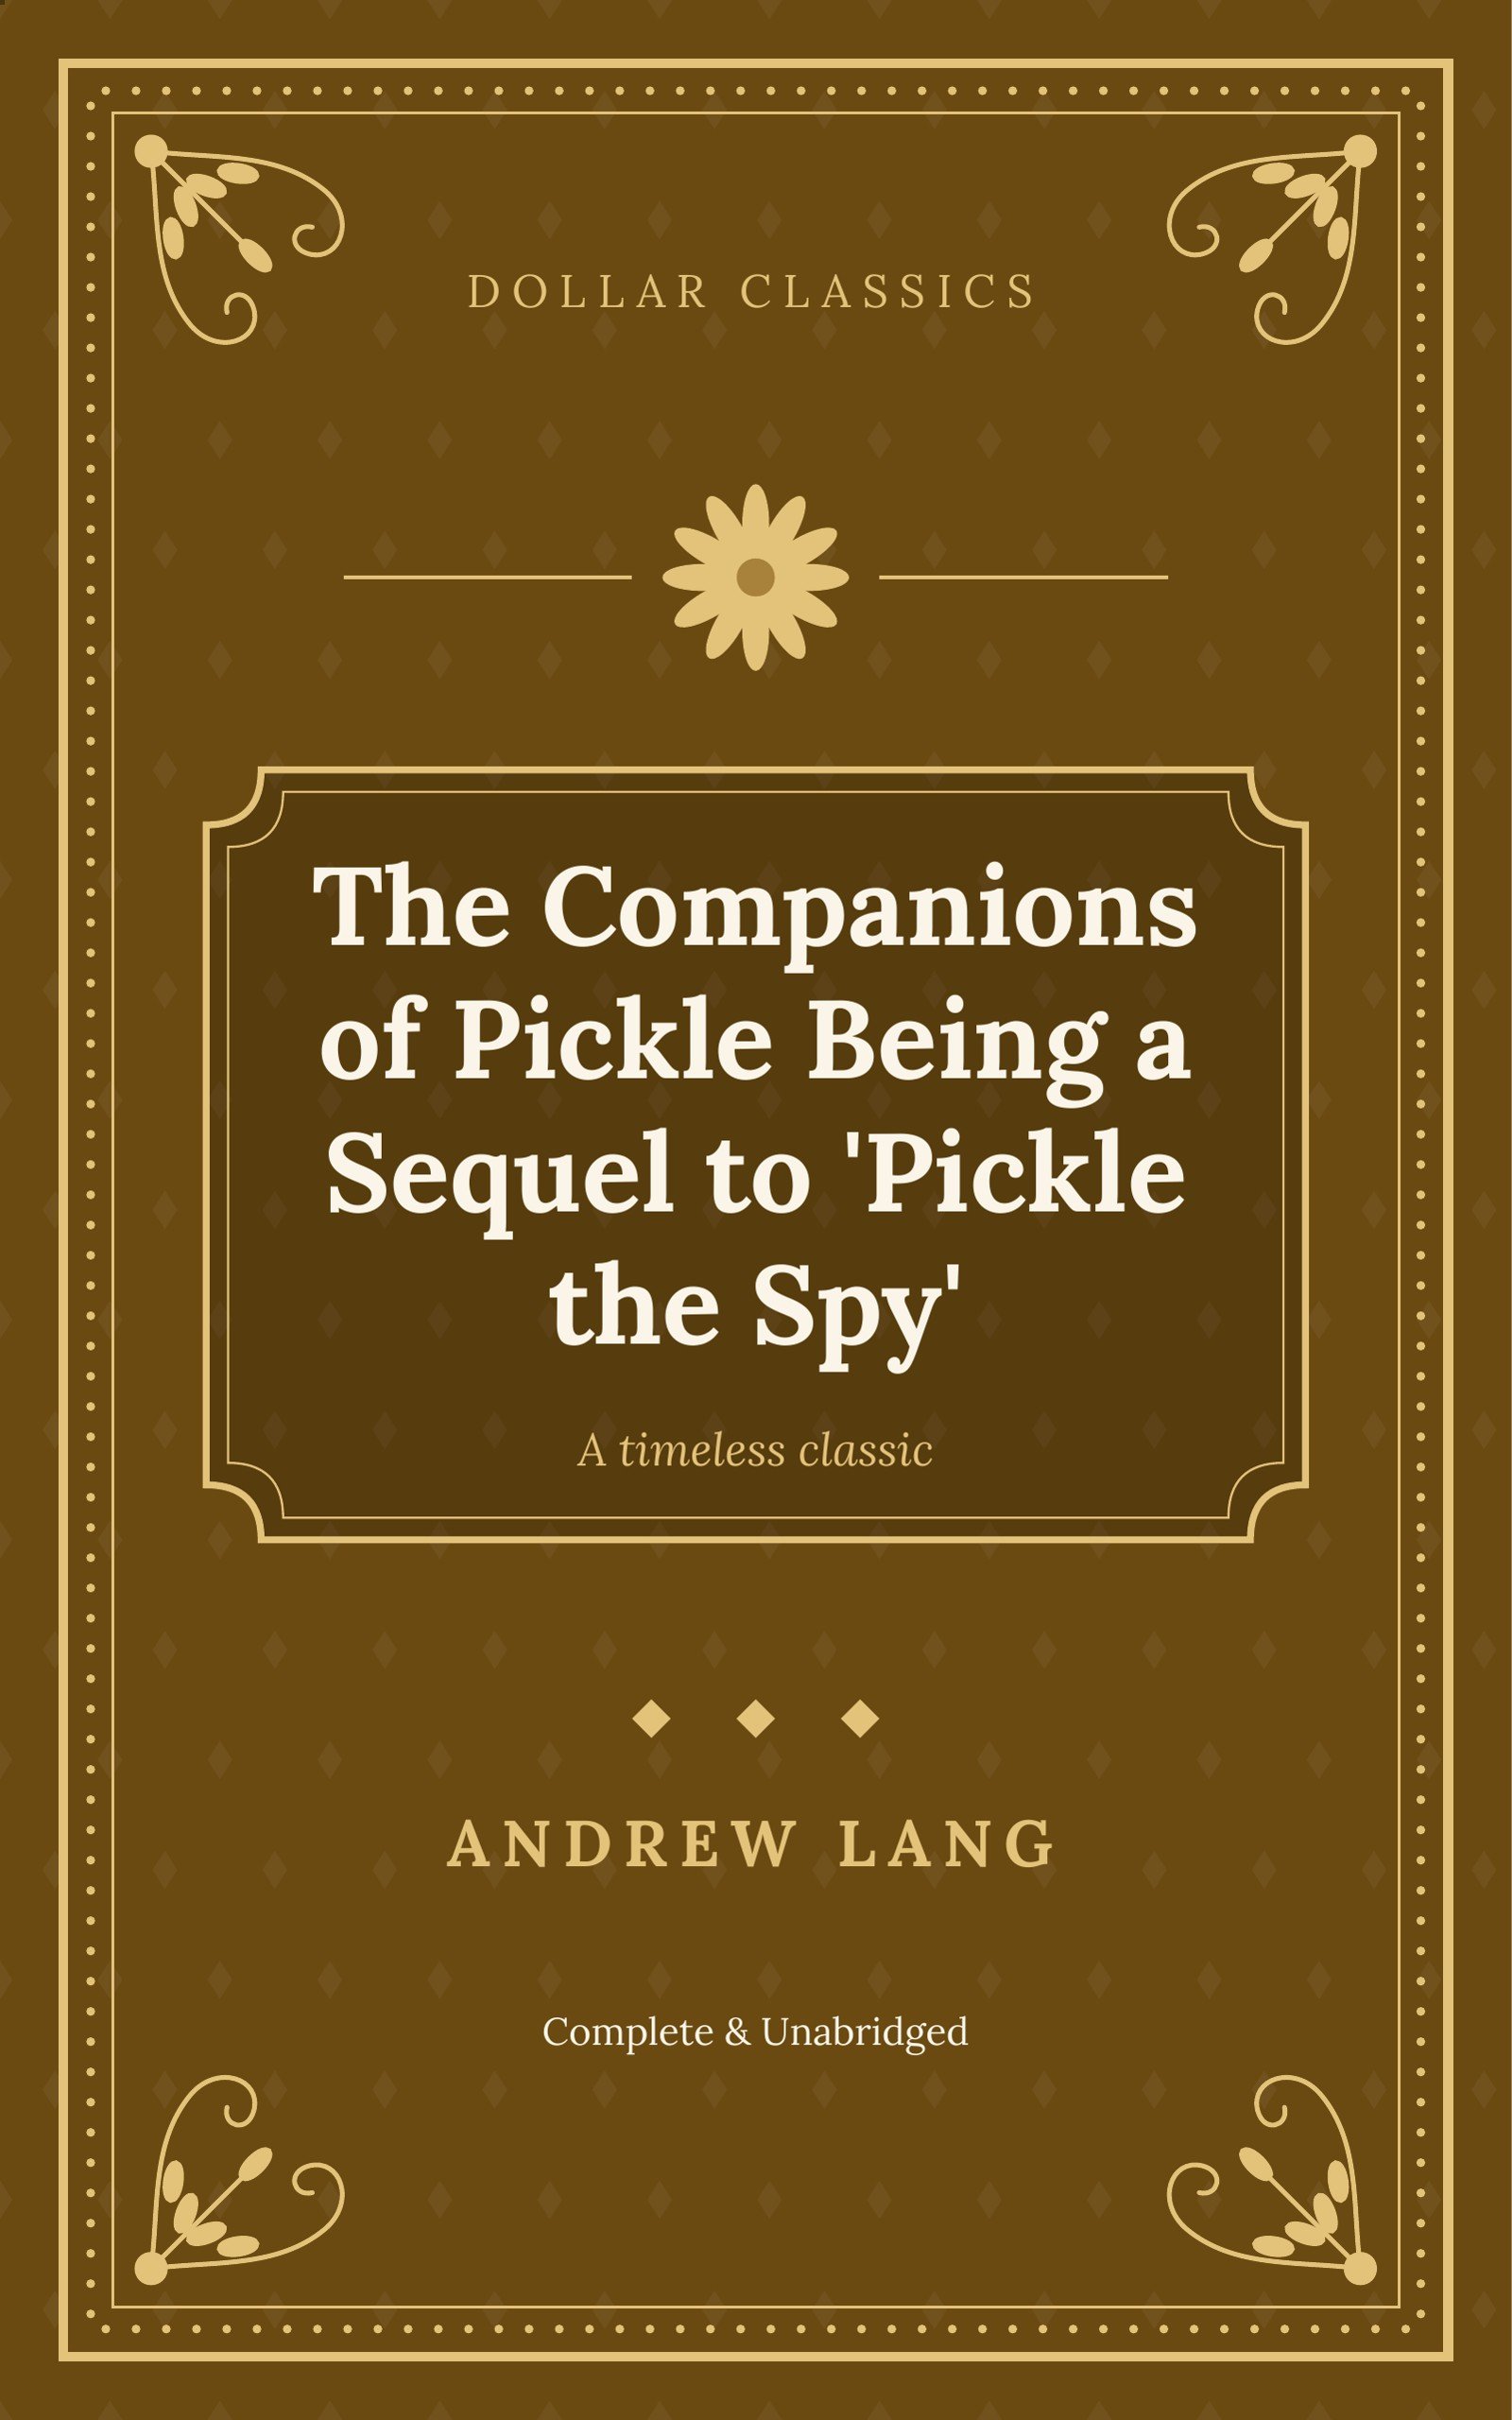 DOLLAR CLASSICS
The Companions
of Pickle Being a
Sequel to 'Pickle
the Spy'
A timeless classic
ANDREW LANG
Complete & Unabridged